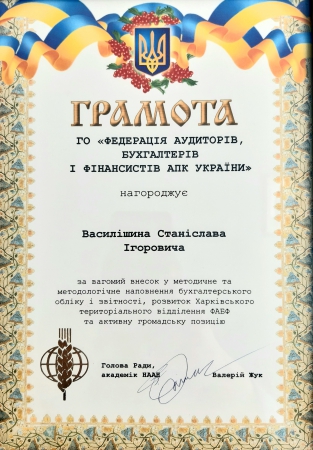 ГРАМОТА
ГО «ФЕДЕРАЦІЯ АУДИТОРІВ,
БУХГАЛТЕРІВ
І ФІНАНСИСТІВ АПК УКРАЇНИ»
нагороджує
Василішина Станіслава
Ігоровича
за вагомий внесок у методичне та
методологічне наповнення бухгалтерського
обліку і звітності, розвиток Харківського
територіального відділення ФАБФ
та активну громадську позицію
Голова Ради,
академік НААН
Валерій Жук